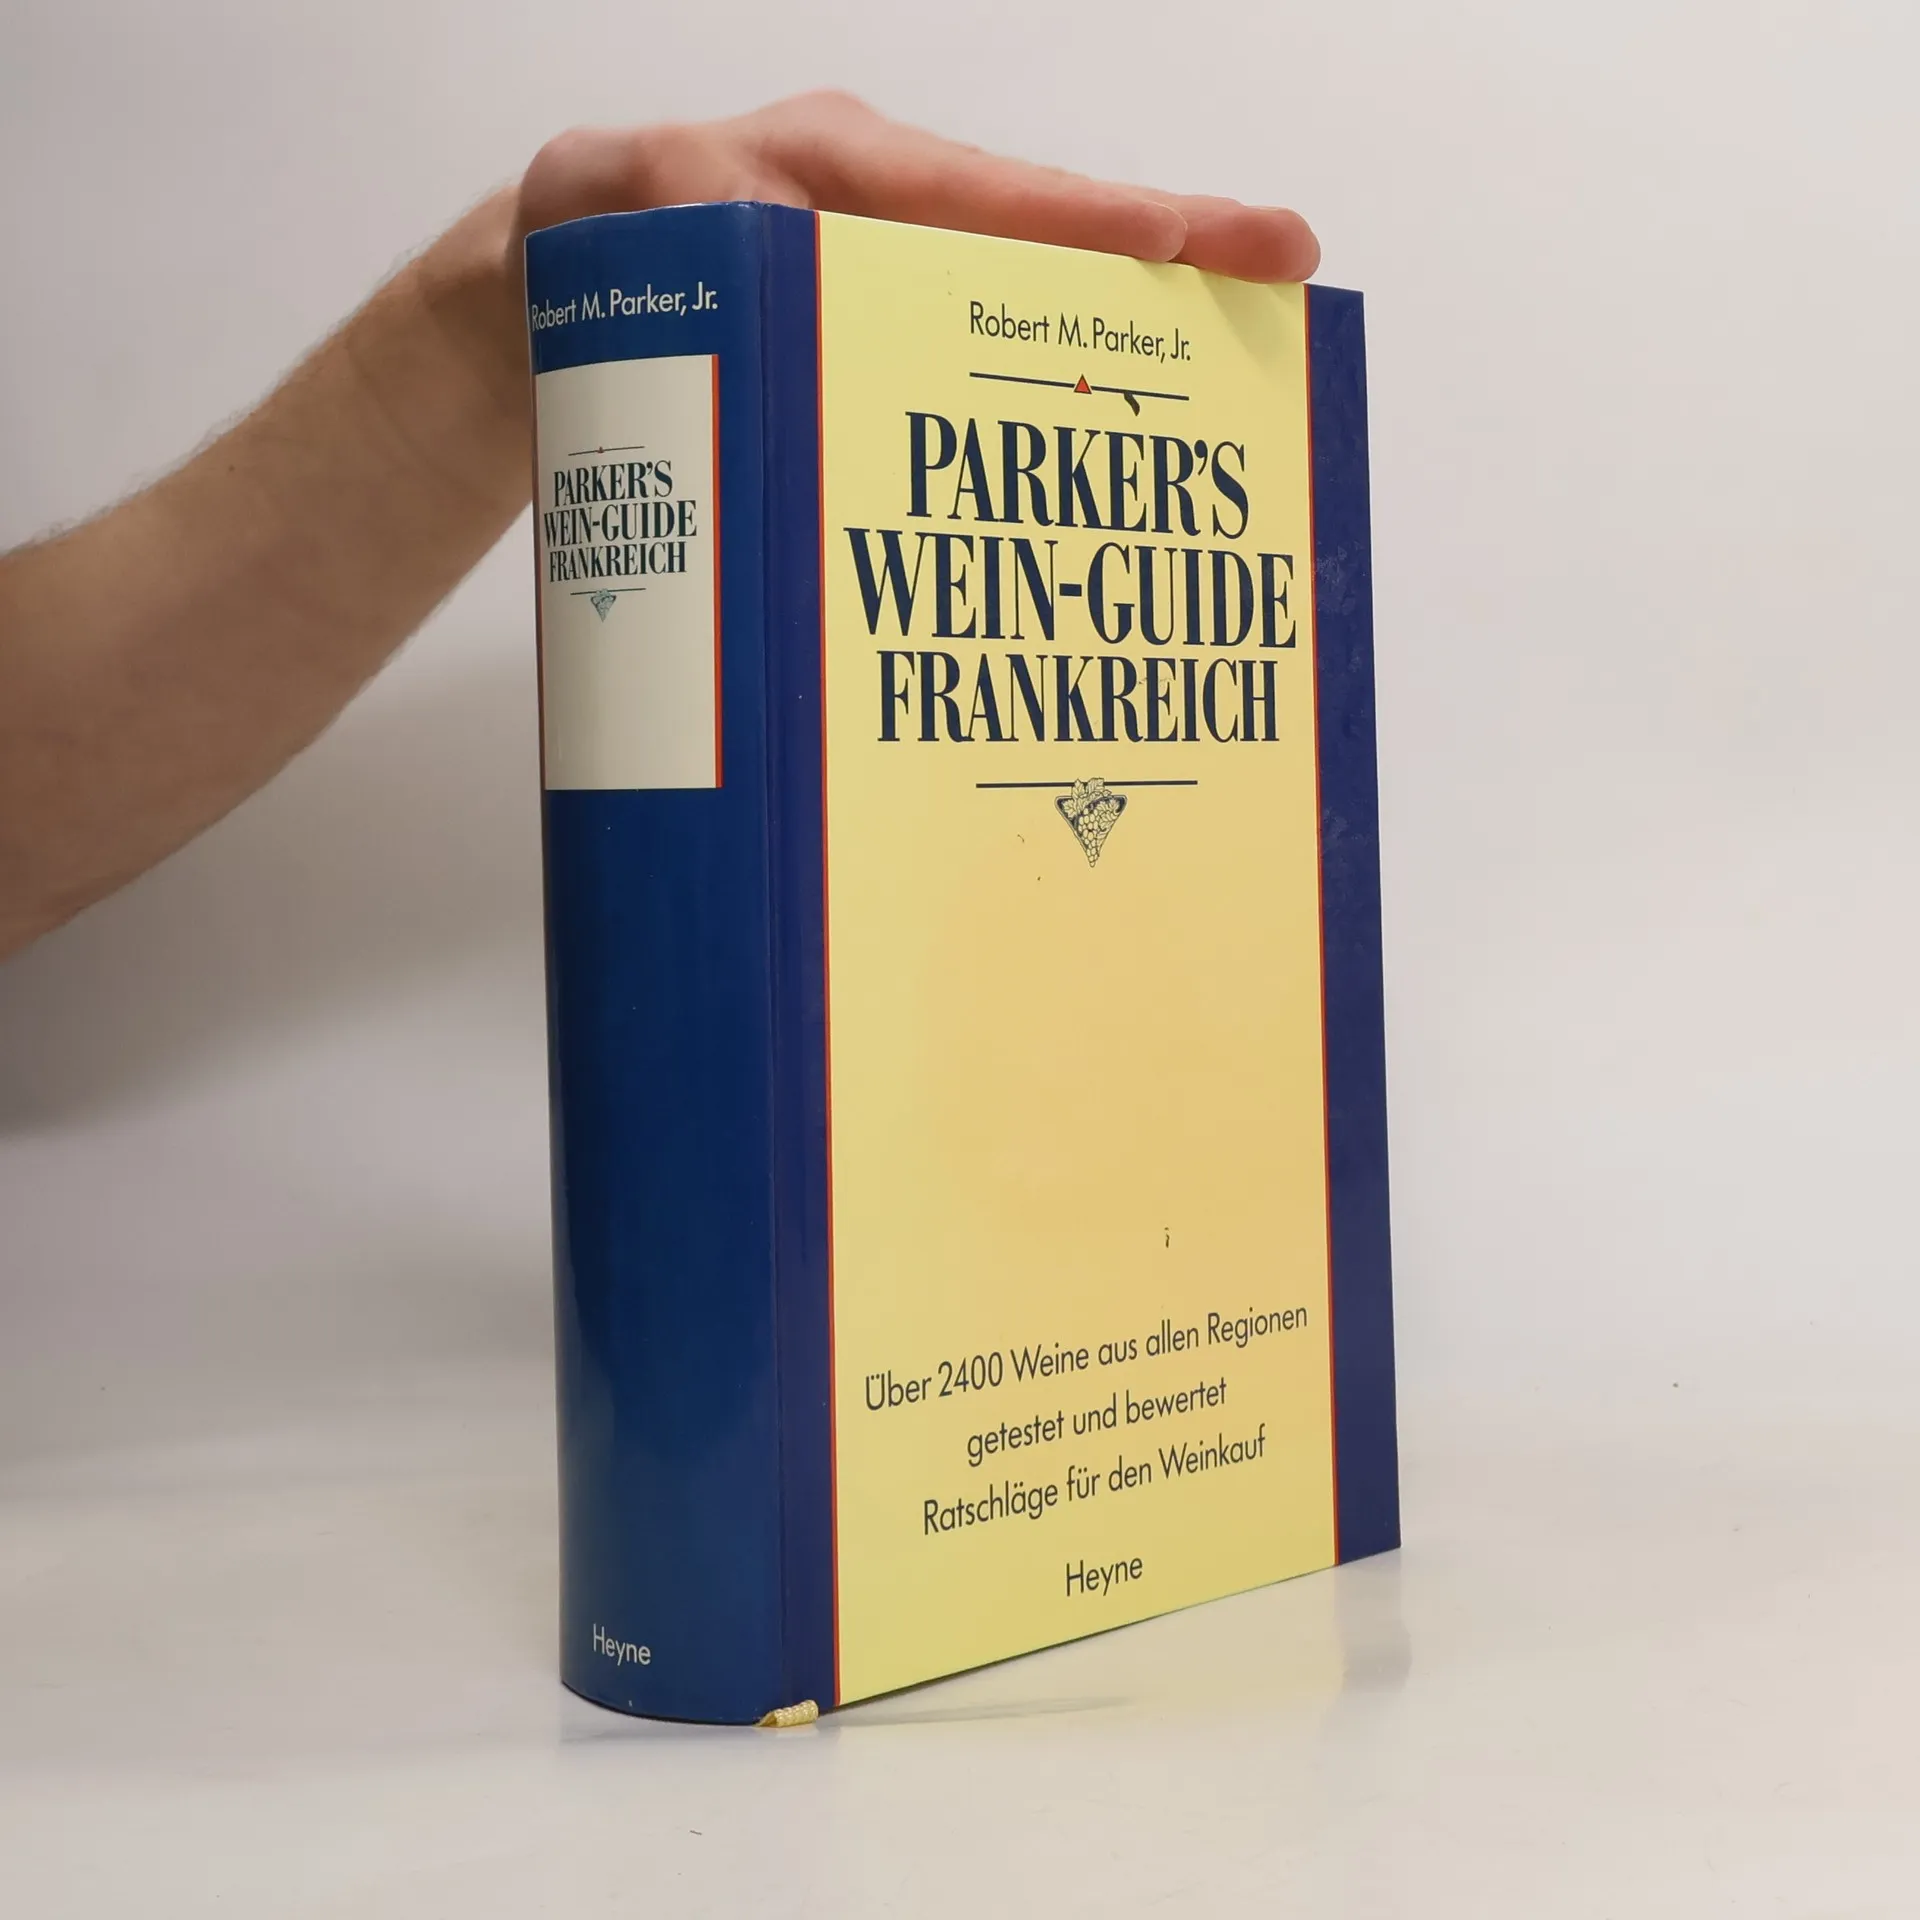 Robert M. Parker, Jr.
PARKER'S
WEIN-GUIDE
FRANKREICH
Heyne
Robert M. Parker, Jr.
PARKER'S
WEIN-GUIDE
FRANKREICH
Über 2400 Weine aus allen Regionen
getestet und bewertet
Ratschläge für den Weinkauf
Heyne